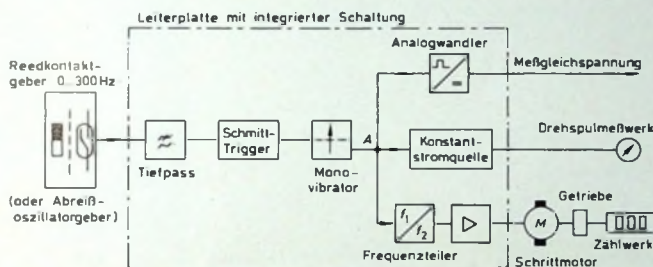 Leiterplatte mit integrierter Schaltung
Analogwandler
Meßgleichspannung
Reedkontakt-
geber 0...300Hz
A
Schmitt-
Trigger
Konstant-
stromquelle
Drehspulmeßwerk
Tiefpass
Mono-
vibrator
(oder Abreiß-
oszillatorgeber)
Getriebe
f1
f2
M
000
Frequenzteiler
Zählwerk
Schrittmotor